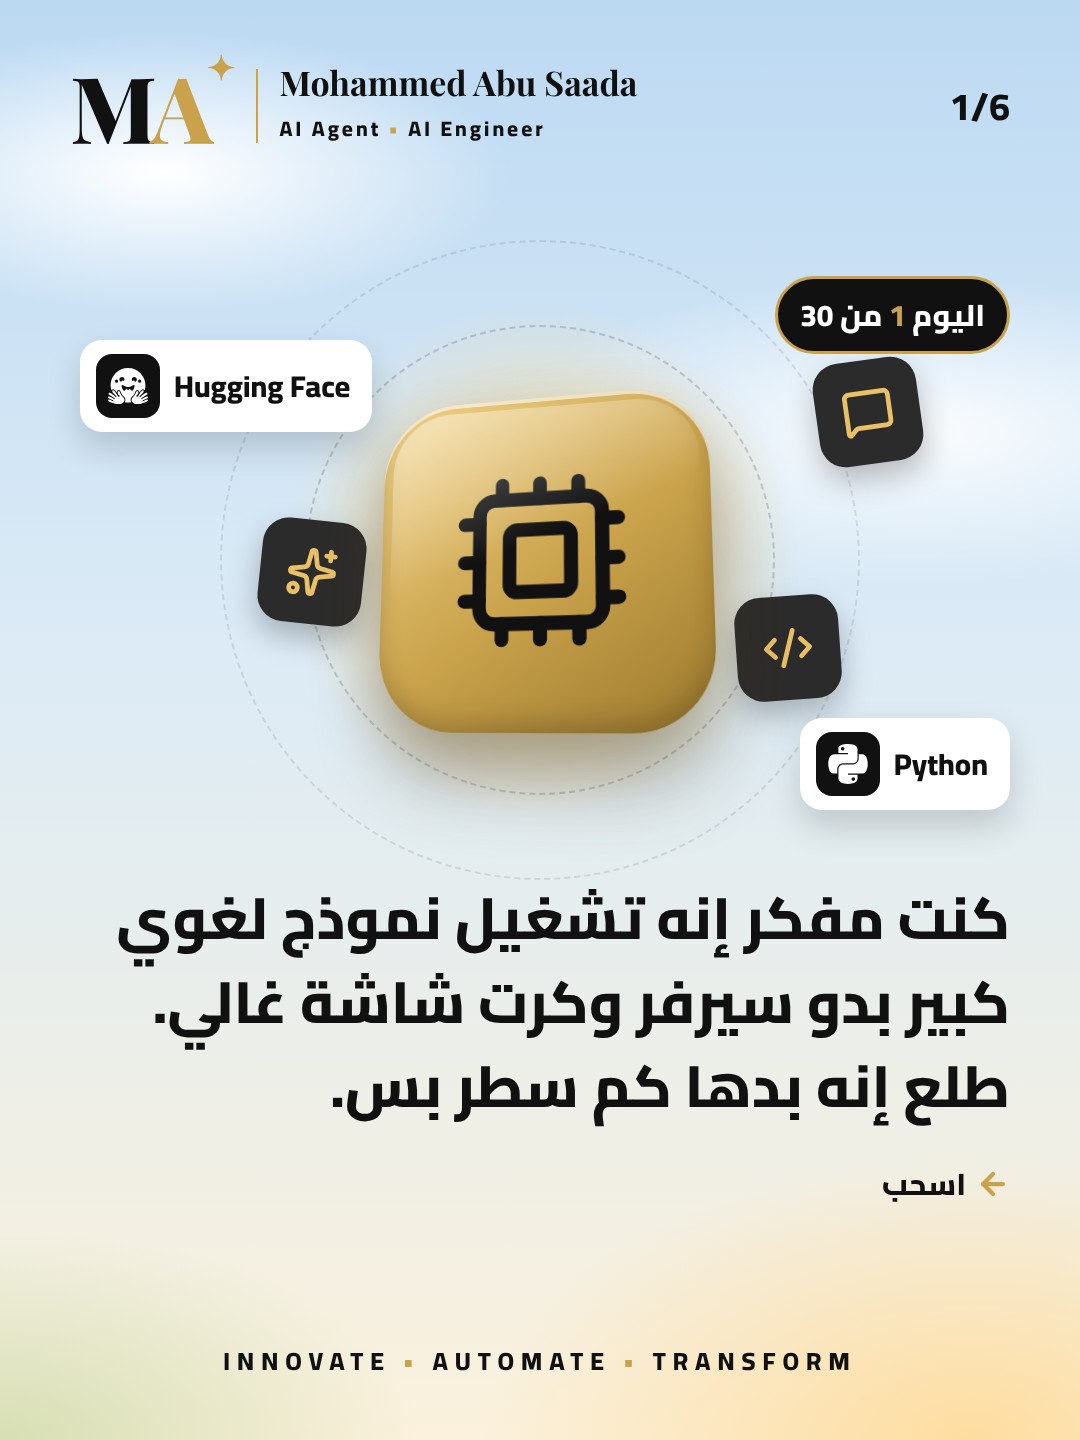 MA
Mohammed Abu Saada
AI Agent ▪ AI Engineer
1/6
اليوم 1 من 30
Hugging Face
Python
كنت مفكر إنه تشغيل نموذج لغوي
كبير بدو سيرفر وكرت شاشة غالي.
طلع إنه بدها كم سطر بس.
← اسحب
INNOVATE ▪ AUTOMATE ▪ TRANSFORM